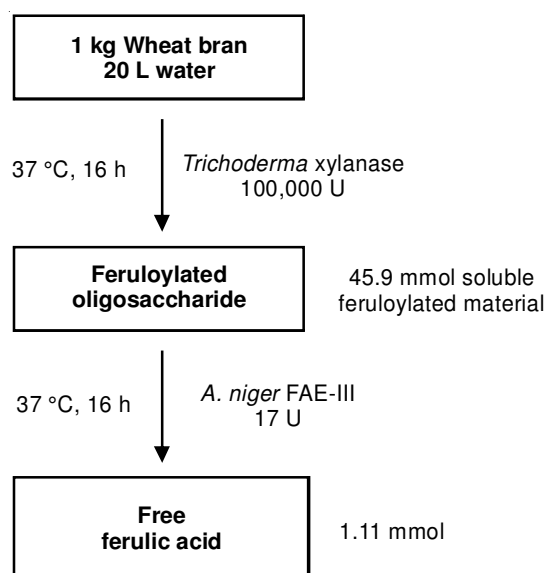 1 kg Wheat bran
20 L water
37 °C, 16 h
Trichoderma xylanase
100,000 U
Feruloylated
oligosaccharide
45.9 mmol soluble
feruloylated material
37 °C, 16 h
A. niger FAE-III
17 U
Free
ferulic acid
1.11 mmol